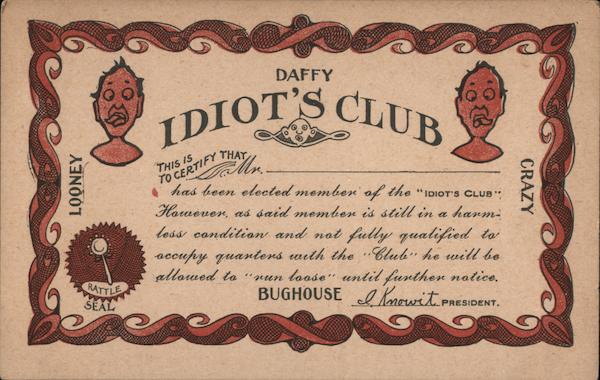 DAFFY
IDIOT'S CLUB
THIS IS
TO CERTIFY THAT Mr.
has been elected member of the "IDIOT'S CLUB"
However, as said member is still in a harm-
less condition and not fully qualified to
occupy quarters with the "Club" he will be
allowed to "run loose" until further notice.
BUGHOUSE I. Knowit PRESIDENT.
LOONEY
CRAZY
RATTLE
SEAL